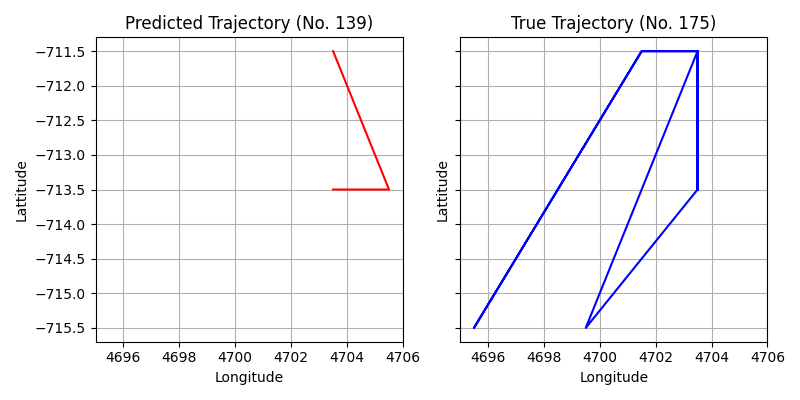 Predicted Trajectory (No. 139)
True Trajectory (No. 175)
−711.5
−712.0
−712.5
−713.0
−713.5
−714.0
−714.5
−715.0
−715.5
Lattitude
Lattitude
4696 4698 4700 4702 4704 4706
4696 4698 4700 4702 4704 4706
Longitude
Longitude